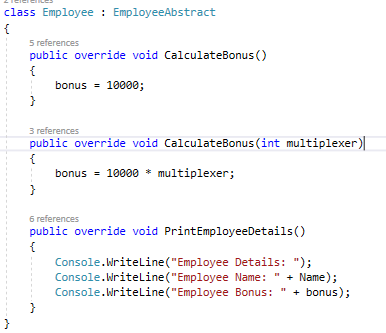 2 references
class Employee : EmployeeAbstract
{
5 references
public override void CalculateBonus()
{
bonus = 10000;
}
3 references
public override void CalculateBonus(int multiplexer)
{
bonus = 10000 * multiplexer;
}
6 references
public override void PrintEmployeeDetails()
{
Console.WriteLine("Employee Details: ");
Console.WriteLine("Employee Name: " + Name);
Console.WriteLine("Employee Bonus: " + bonus);
}
}